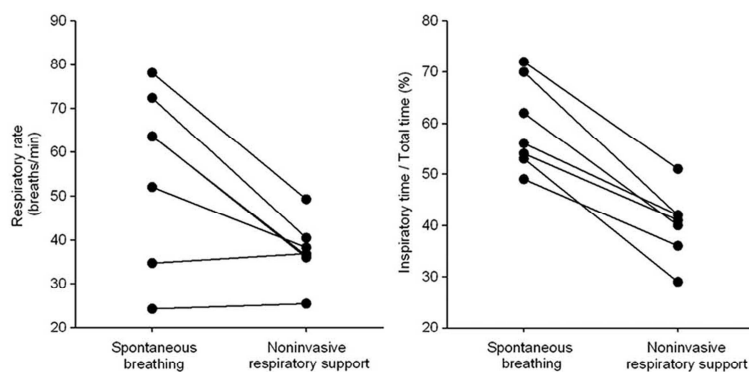 Respiratory rate
(breaths/min)
90
80
70
60
50
40
30
20
Spontaneous
breathing
Noninvasive
respiratory support
Inspiratory time / Total time (%)
70
60
50
40
30
20
Spontaneous
breathing
Noninvasive
respiratory support